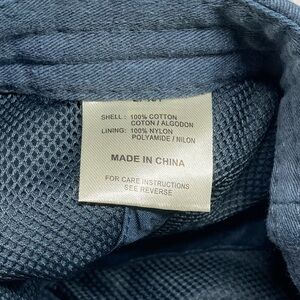 SHELL: 100% COTTON
COTON / ALGODON
LINING: 100% NYLON
POLYAMIDE / NILON
MADE IN CHINA
FOR CARE INSTRUCTIONS
SEE REVERSE